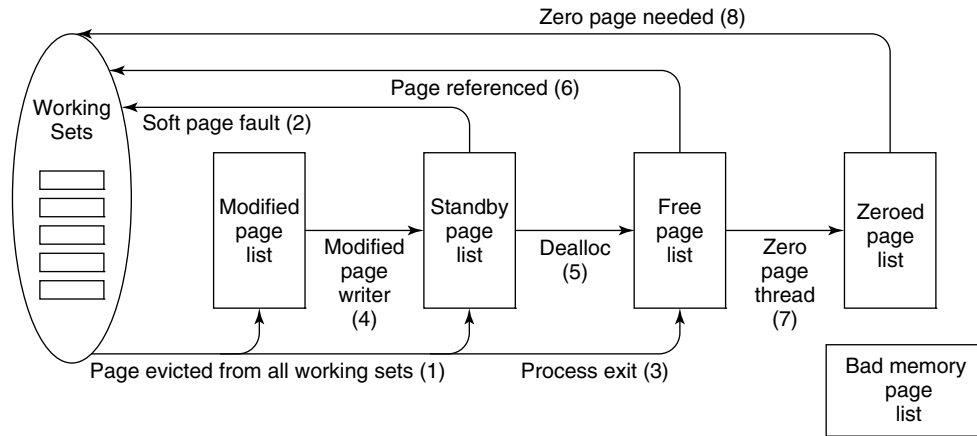 Zero page needed (8)
Page referenced (6)
Soft page fault (2)
Working
Sets
Modified
page
list
Modified
page
writer
(4)
Standby
page
list
Dealloc
(5)
Free
page
list
Zero
page
thread
(7)
Zeroed
page
list
Page evicted from all working sets (1)
Process exit (3)
Bad memory
page
list